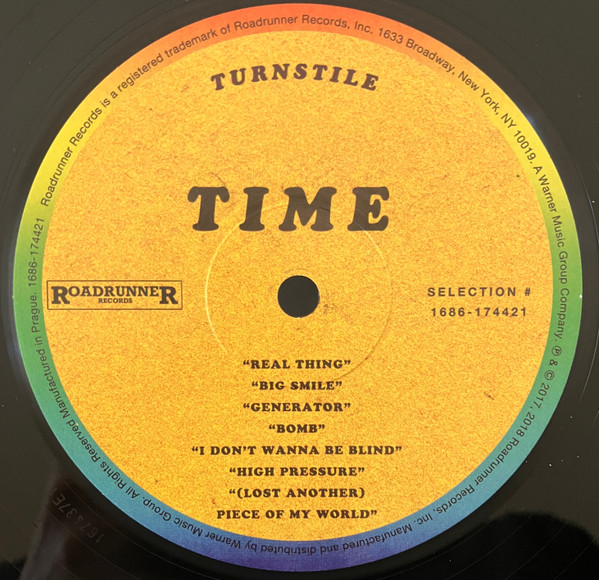 TURNSTILE
TIME
ROADRUNNER
RECORDS
SELECTION #
1686-174421
“REAL THING”
“BIG SMILE”
“GENERATOR”
“BOMB”
“I DON’T WANNA BE BLIND”
“HIGH PRESSURE”
“(LOST ANOTHER)
PIECE OF MY WORLD”
Roadrunner Records is a registered trademark of Roadrunner Records, Inc. 1633 Broadway, New York, NY 10019. A Warner Music Group Company. ℗ & © 2017, 2018 Roadrunner Records, Inc. Manufactured and distributed by Warner Music Group. All Rights Reserved Manufactured in Prague. 1686-174421